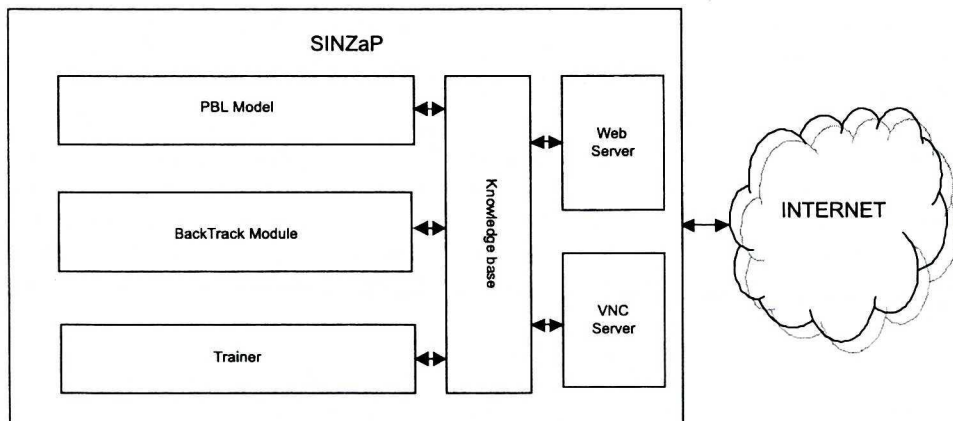 SINZaP
PBL Model
BackTrack Module
Trainer
Knowledge base
Web
Server
VNC
Server
INTERNET